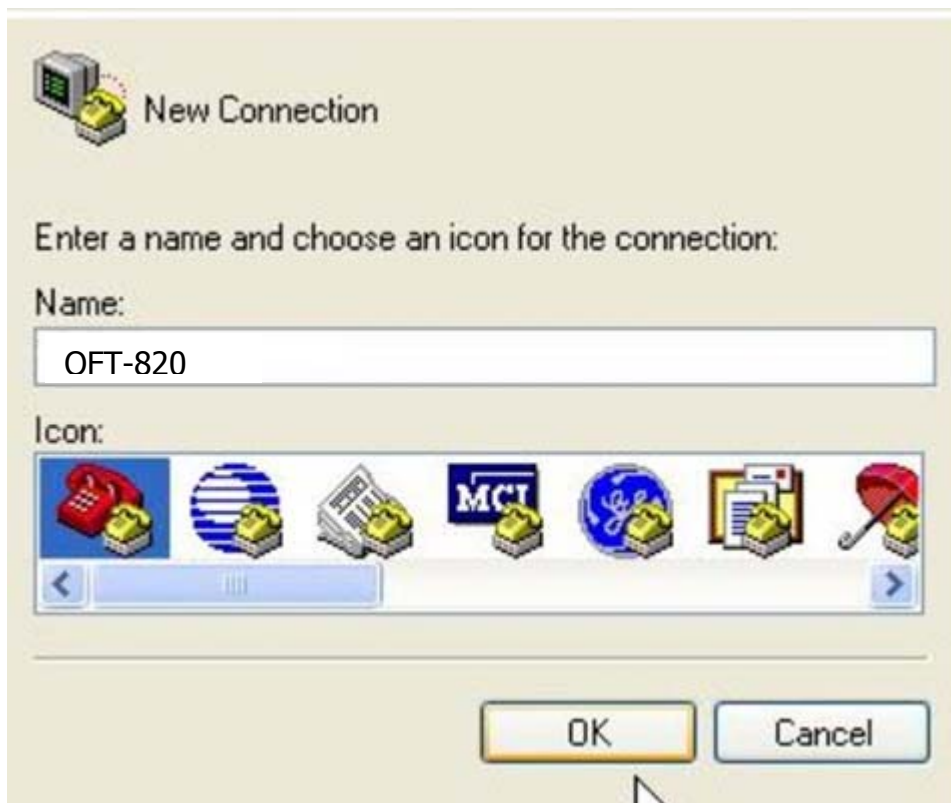 New Connection
Enter a name and choose an icon for the connection:
Name:
OFT-820
Icon:
MCI
OK
Cancel